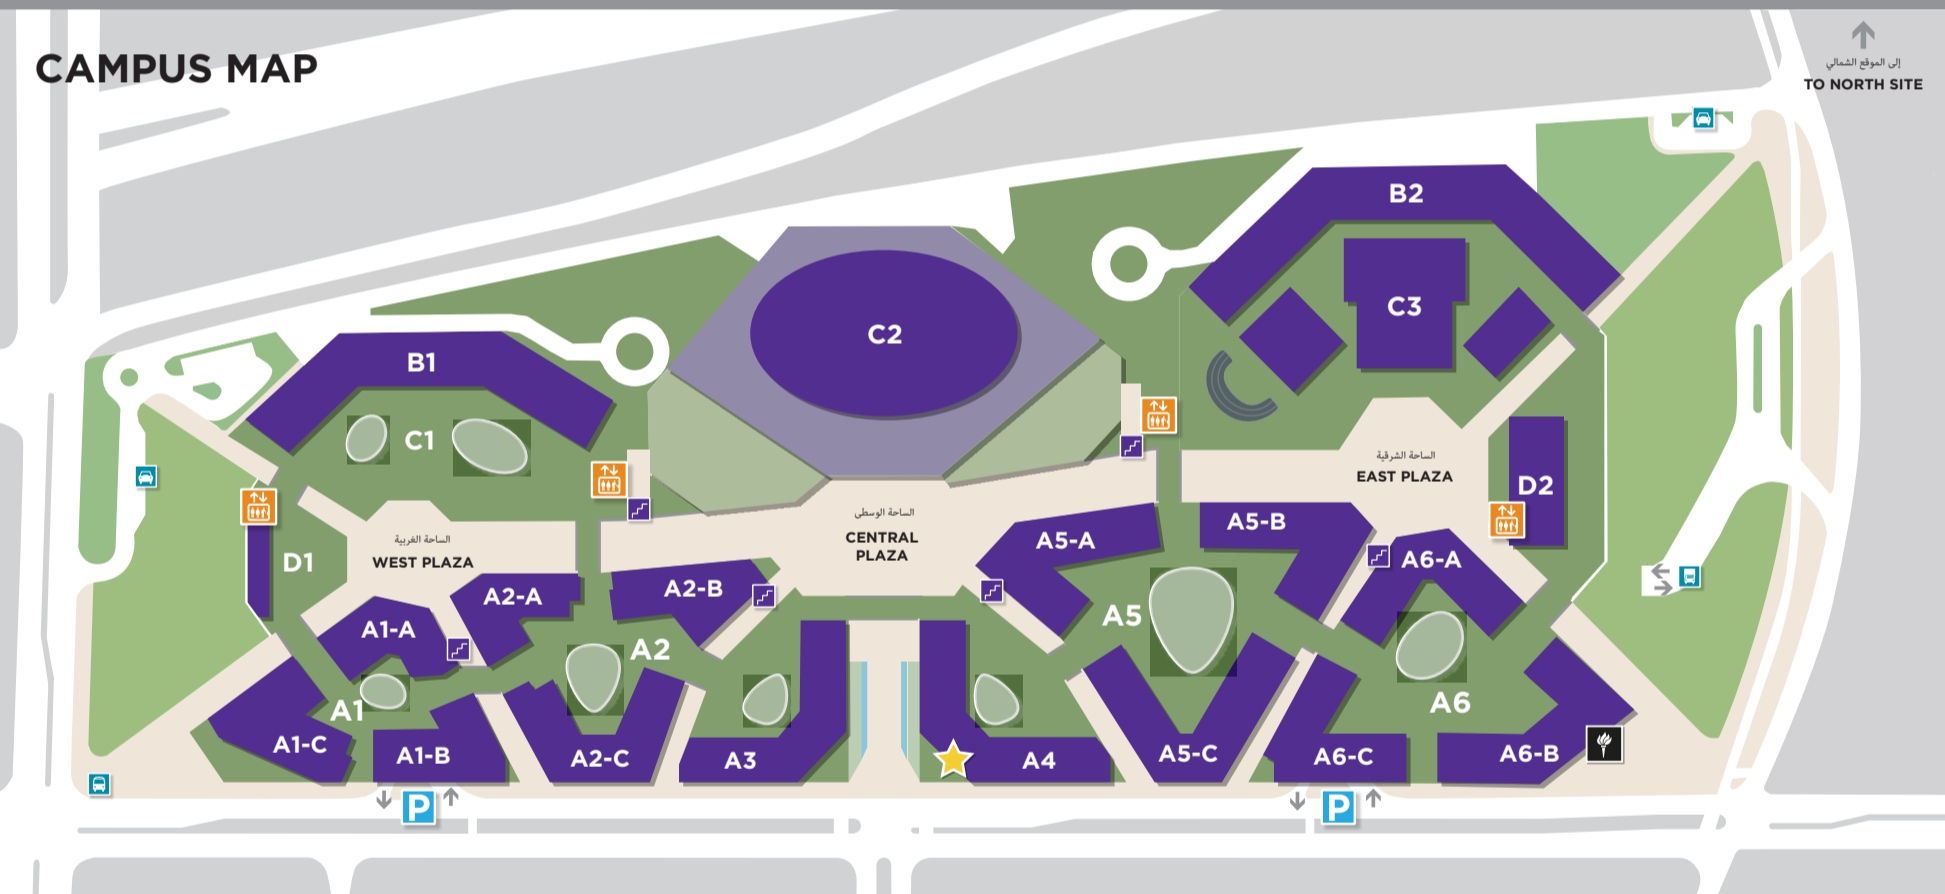 CAMPUS MAP
إلى الموقع الشمالي
TO NORTH SITE
B2
C3
C2
B1
C1
الساحة الشرقية
EAST PLAZA
D2
الساحة الوسطى
CENTRAL
PLAZA
A5-B
A5-A
الساحة الغربية
WEST PLAZA
D1
A6-A
A2-A
A2-B
A1-A
A5
A2
A6
A1
A1-C
A1-B
A2-C
A3
A4
A5-C
A6-C
A6-B
P
P